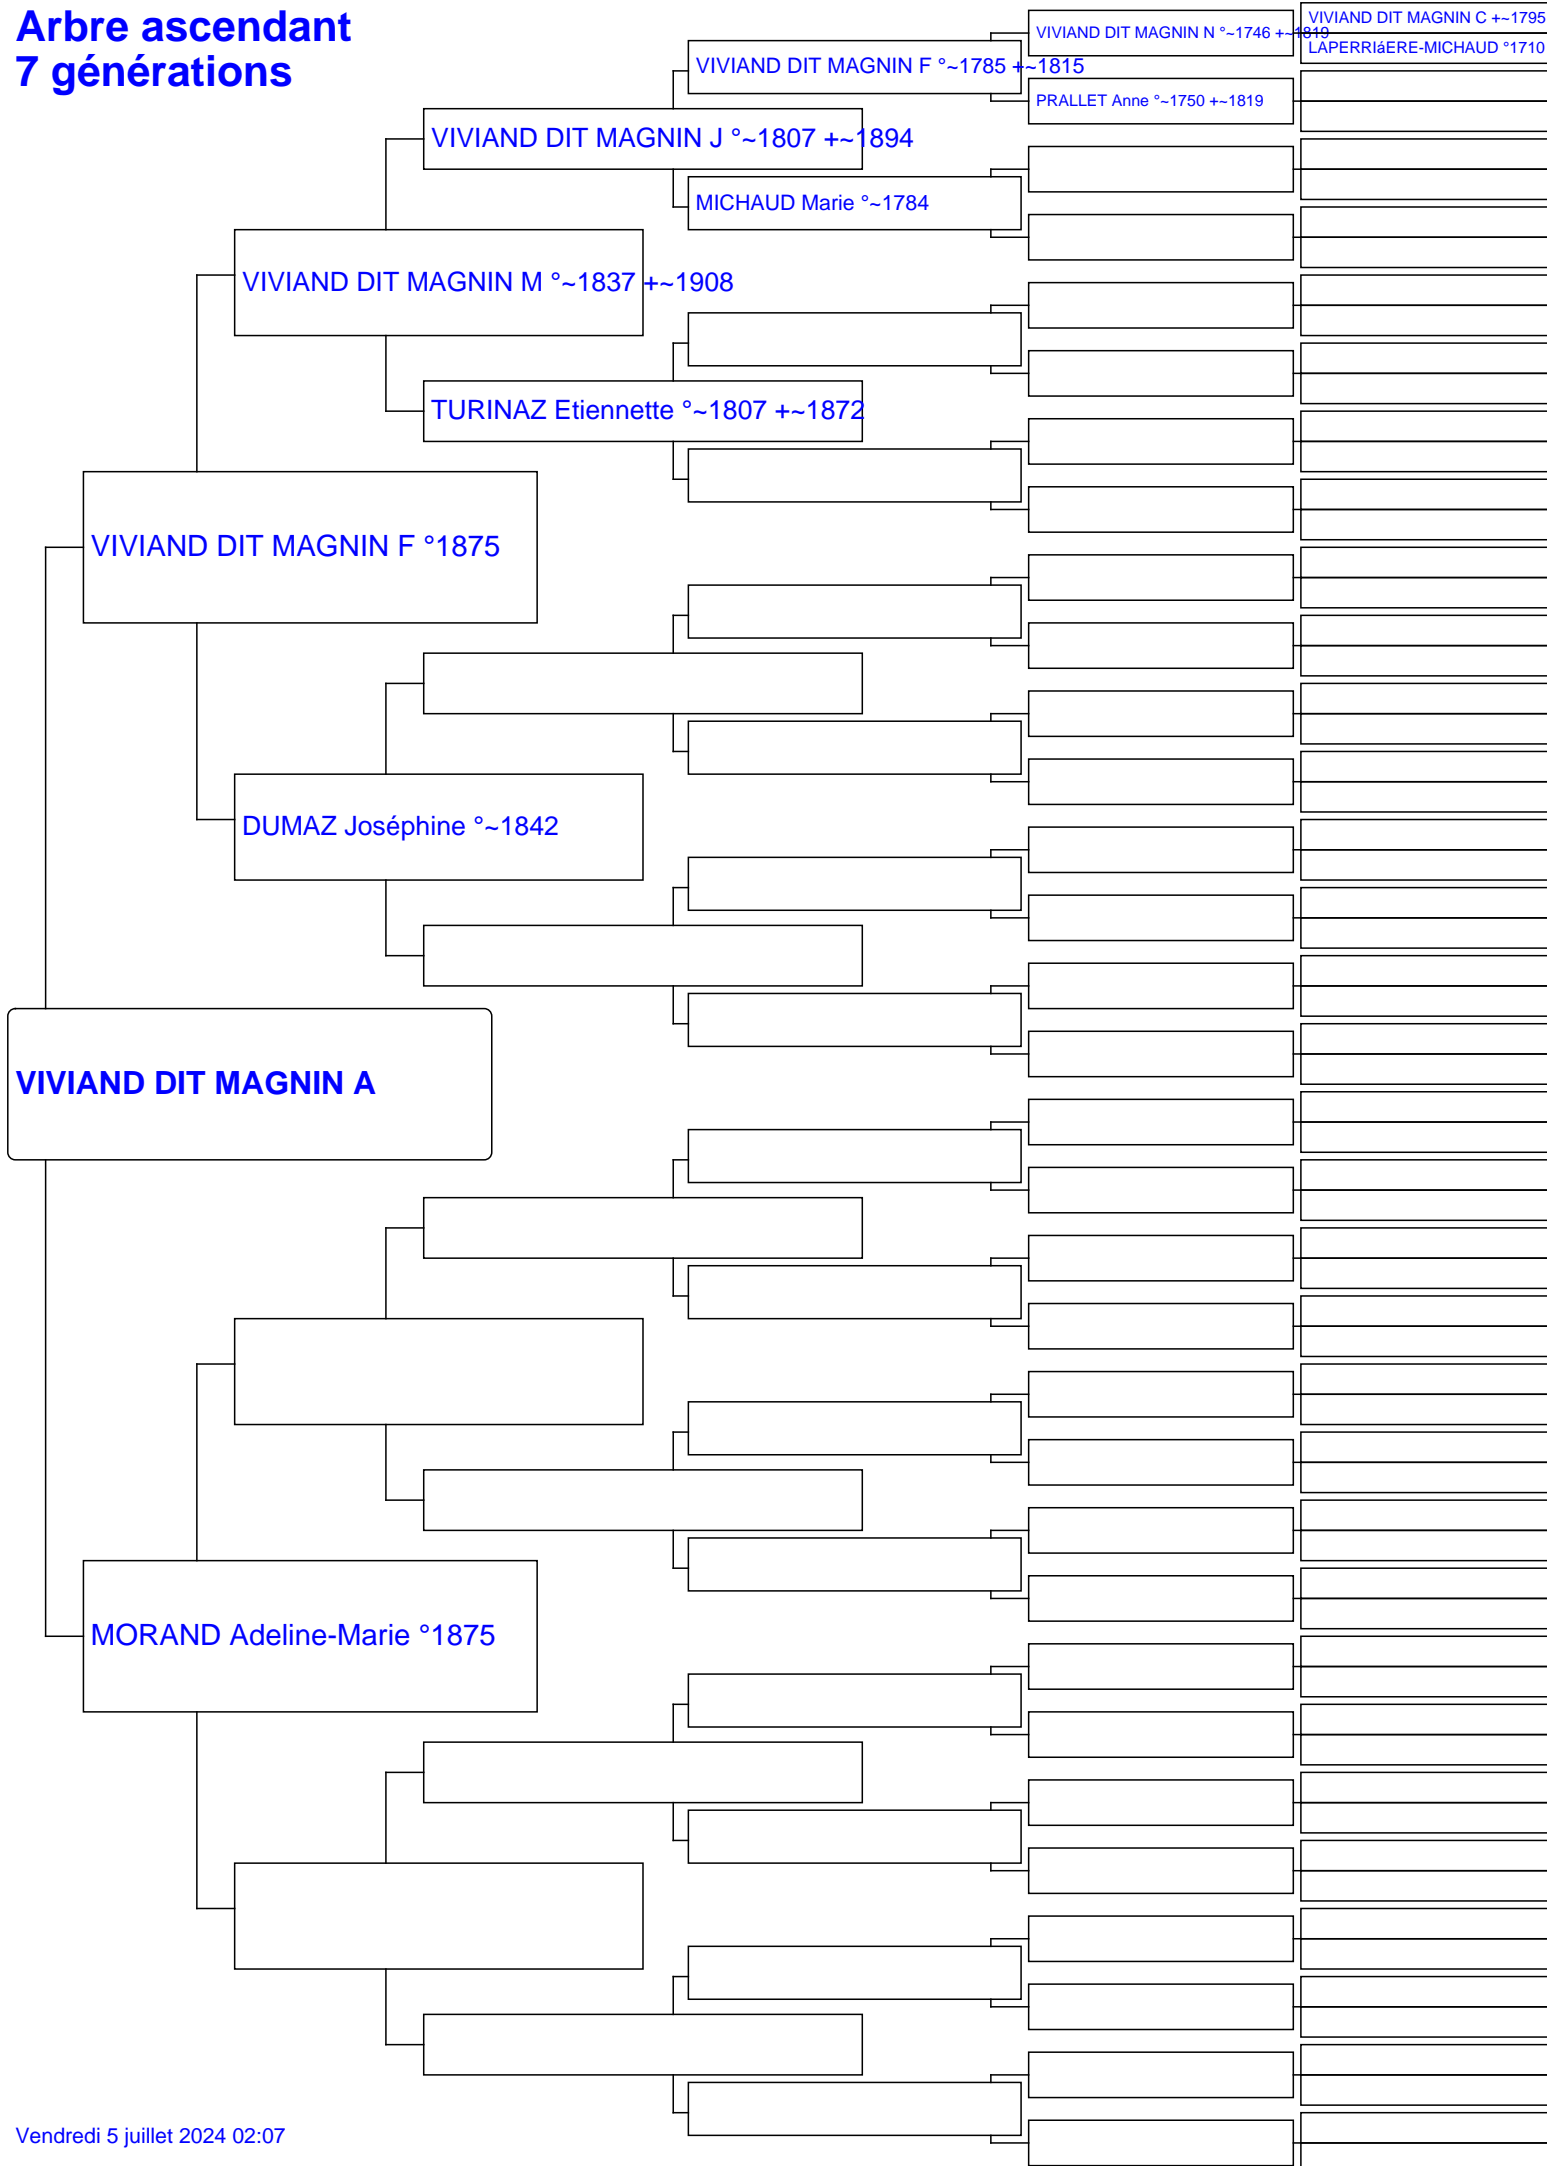 Arbre ascendant
7 générations
VIVIAND DIT MAGNIN C +~1795
VIVIAND DIT MAGNIN N °~1746 +~1819
LAPERRIáERE-MICHAUD °1710
VIVIAND DIT MAGNIN F °~1785 +~1815
PRALLET Anne °~1750 +~1819
VIVIAND DIT MAGNIN J °~1807 +~1894
MICHAUD Marie °~1784
VIVIAND DIT MAGNIN M °~1837 +~1908
TURINAZ Etiennette °~1807 +~1872
VIVIAND DIT MAGNIN F °1875
DUMAZ Joséphine °~1842
VIVIAND DIT MAGNIN A
MORAND Adeline-Marie °1875
Vendredi 5 juillet 2024 02:07